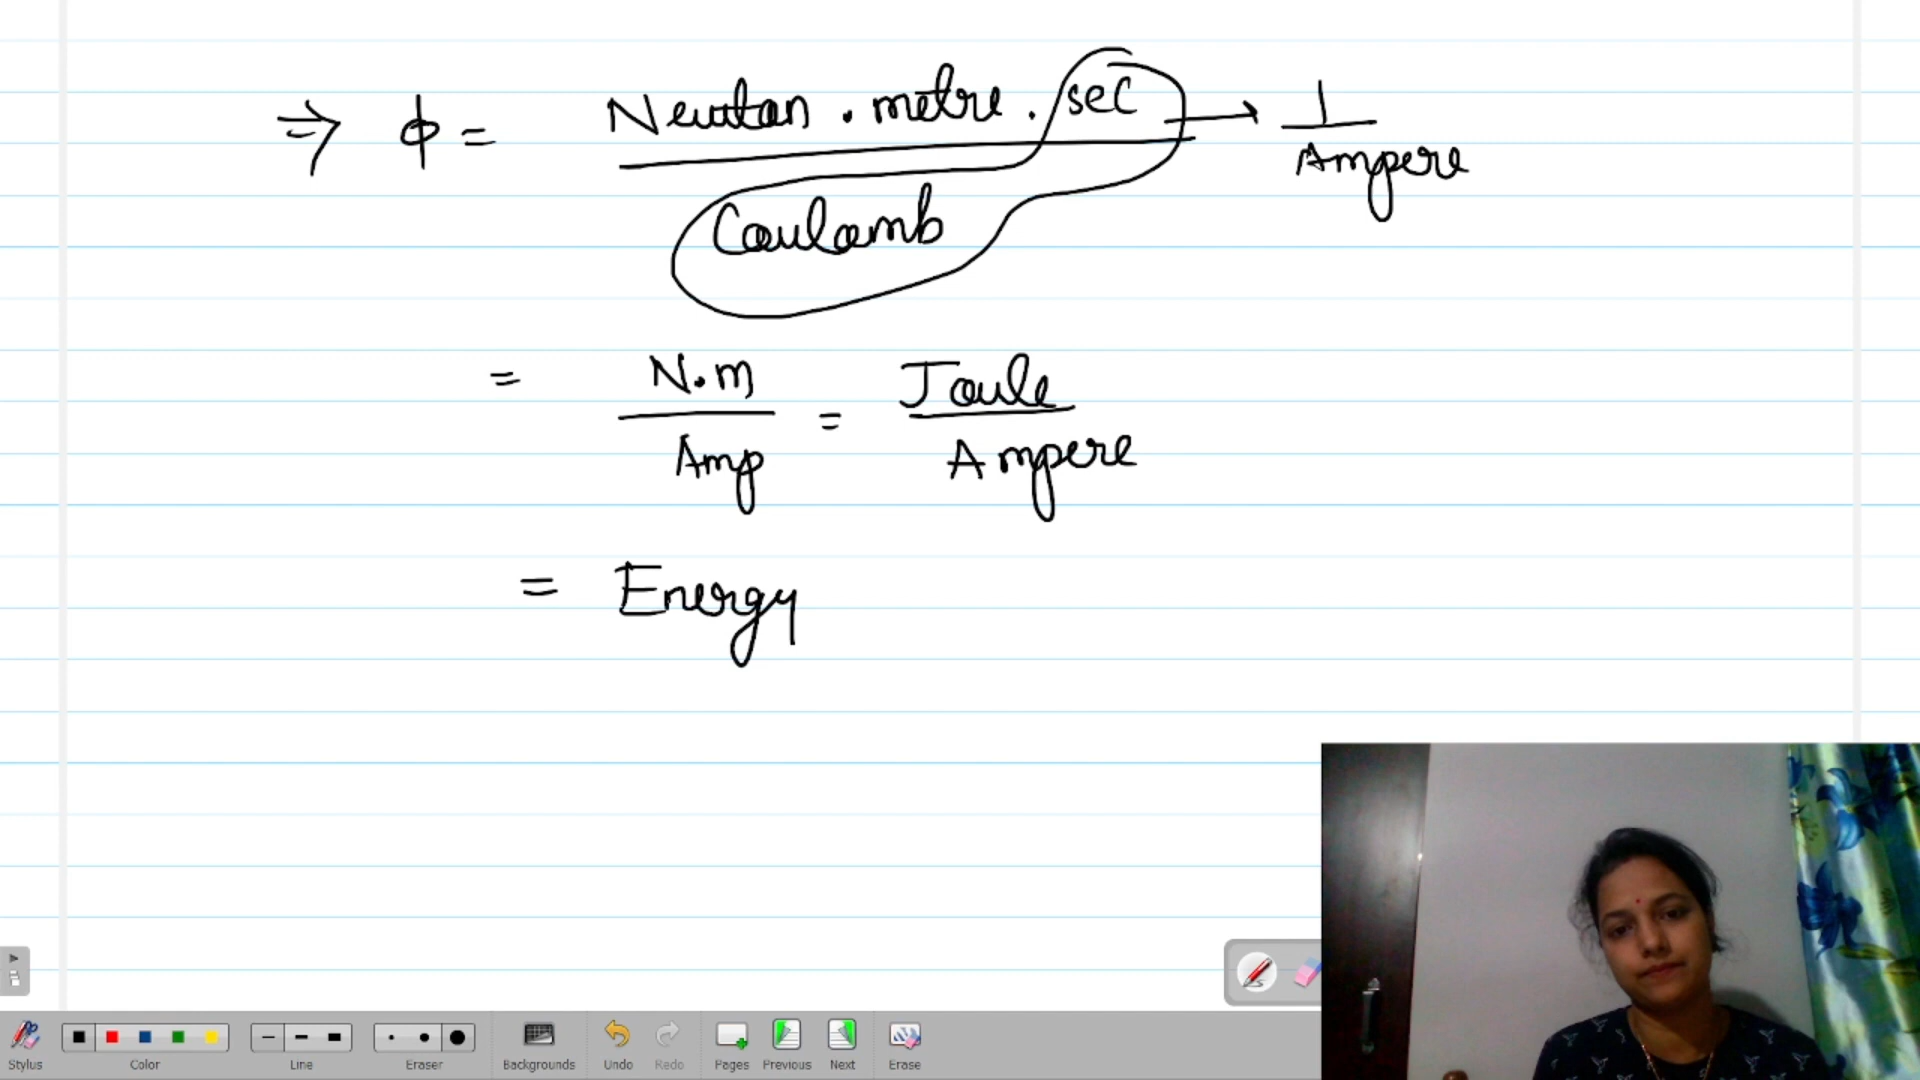 ⇒ ϕ = Newton . metre . sec / Coulomb → 1 / Ampere
= N.m / Amp = Joule / Ampere
= Energy
Stylus Color Line Eraser Backgrounds Undo Redo Pages Previous Next Erase